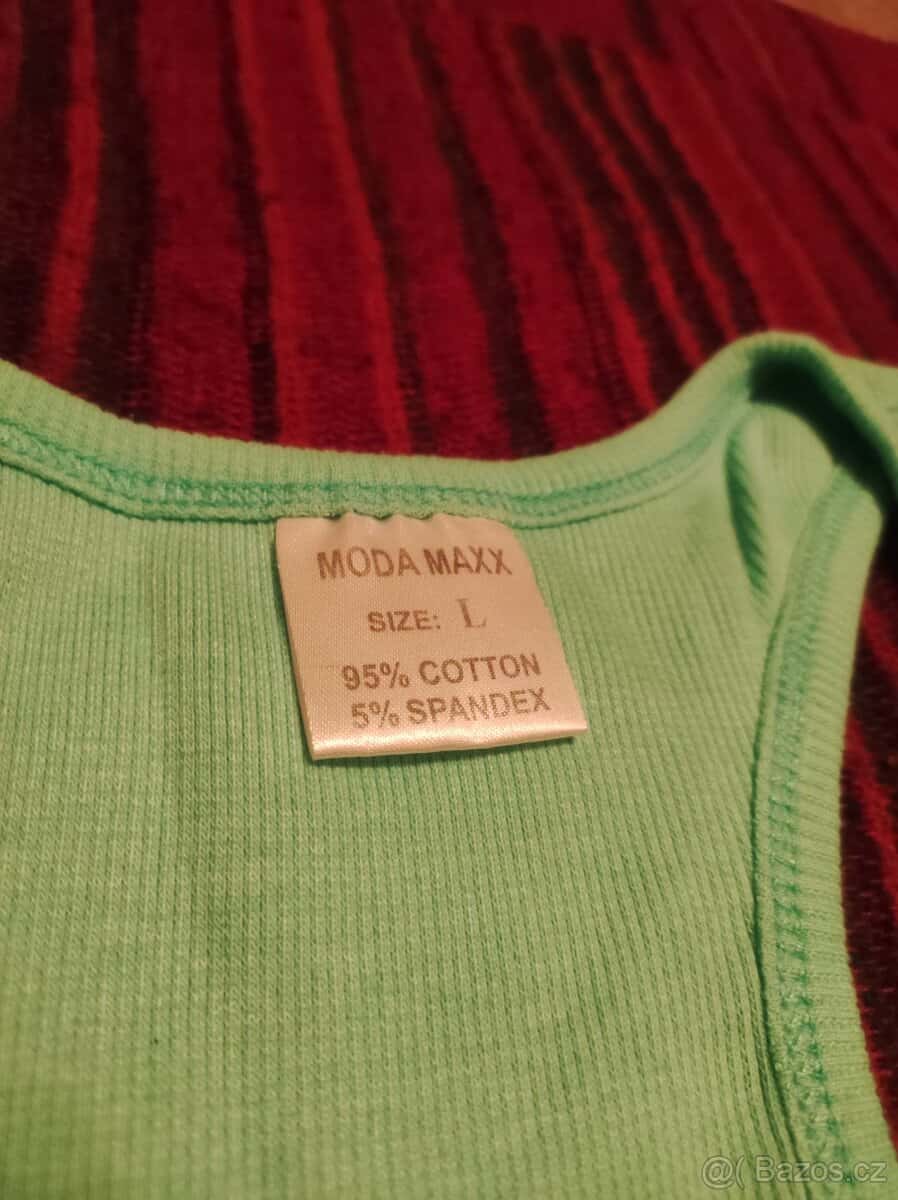 MODA MAXX
SIZE: L
95% COTTON
5% SPANDEX
@( Bazos.cz